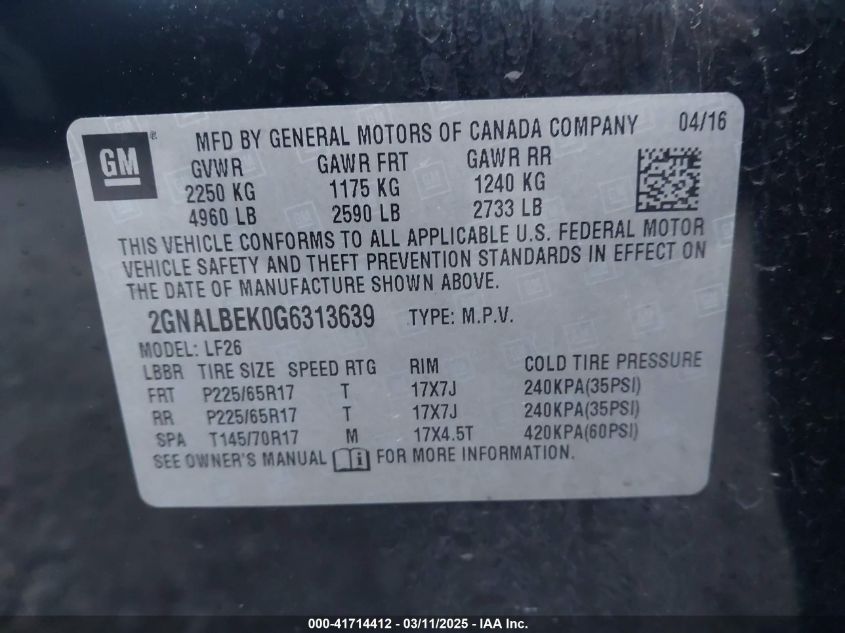 GM ®
MFD BY GENERAL MOTORS OF CANADA COMPANY 04/16
GVWR GAWR FRT GAWR RR
2250 KG 1175 KG 1240 KG
4960 LB 2590 LB 2733 LB
THIS VEHICLE CONFORMS TO ALL APPLICABLE U.S. FEDERAL MOTOR
VEHICLE SAFETY AND THEFT PREVENTION STANDARDS IN EFFECT ON
THE DATE OF MANUFACTURE SHOWN ABOVE.
2GNALBEK0G6313639 TYPE: M.P.V.
MODEL: LF26
LBBR TIRE SIZE SPEED RTG RIM COLD TIRE PRESSURE
FRT P225/65R17 T 17X7J 240KPA(35PSI)
RR P225/65R17 T 17X7J 240KPA(35PSI)
SPA T145/70R17 M 17X4.5T 420KPA(60PSI)
SEE OWNER'S MANUAL i FOR MORE INFORMATION.
000-41714412 - 03/11/2025 - IAA Inc.